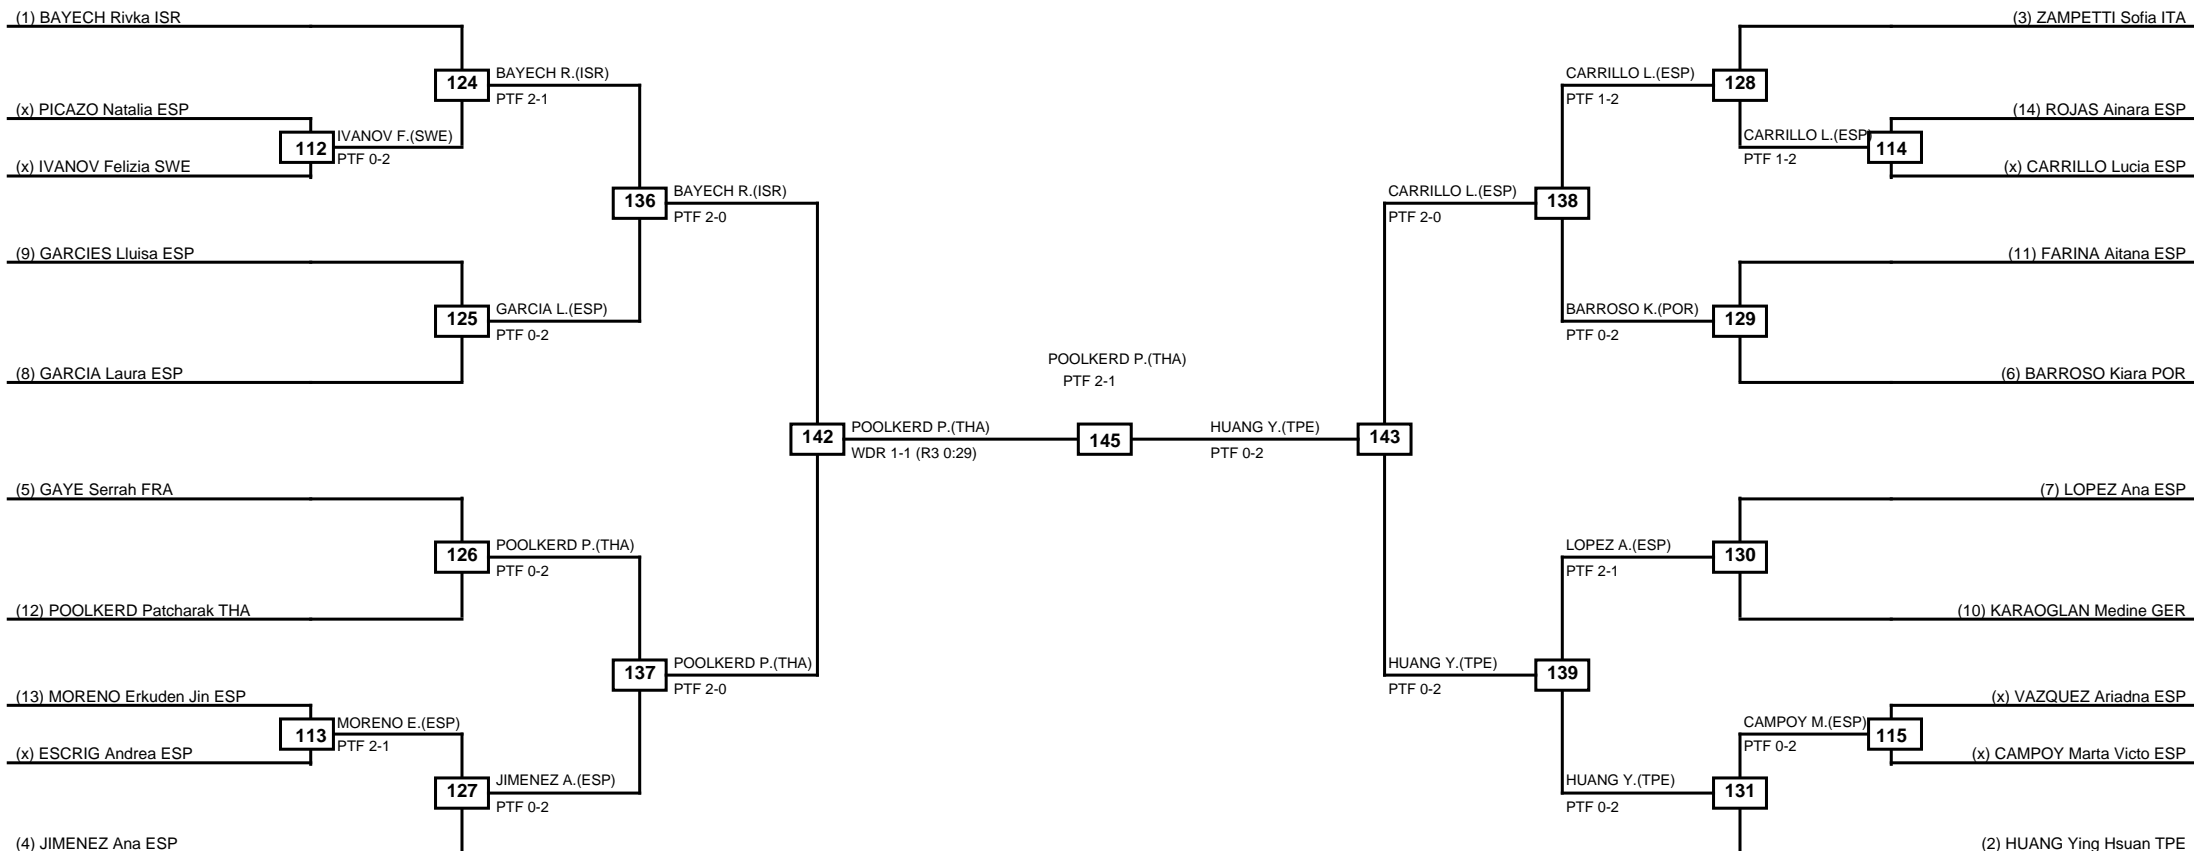 (1) BAYECH Rivka ISR
(3) ZAMPETTI Sofia ITA
124
BAYECH R.(ISR)
PTF 2-1
CARRILLO L.(ESP)
PTF 1-2
128
(x) PICAZO Natalia ESP
(14) ROJAS Ainara ESP
112
IVANOV F.(SWE)
PTF 0-2
CARRILLO L.(ESP)
PTF 1-2
114
(x) IVANOV Felizia SWE
(x) CARRILLO Lucia ESP
136
BAYECH R.(ISR)
PTF 2-0
CARRILLO L.(ESP)
PTF 2-0
138
(9) GARCIES Lluisa ESP
(11) FARINA Aitana ESP
125
GARCIA L.(ESP)
PTF 0-2
BARROSO K.(POR)
PTF 0-2
129
(8) GARCIA Laura ESP
POOLKERD P.(THA)
PTF 2-1
(6) BARROSO Kiara POR
142
POOLKERD P.(THA)
WDR 1-1 (R3 0:29)
145
HUANG Y.(TPE)
PTF 0-2
143
(5) GAYE Serrah FRA
(7) LOPEZ Ana ESP
126
POOLKERD P.(THA)
PTF 0-2
LOPEZ A.(ESP)
PTF 2-1
130
(12) POOLKERD Patcharak THA
(10) KARAOGLAN Medine GER
137
POOLKERD P.(THA)
PTF 2-0
HUANG Y.(TPE)
PTF 0-2
139
(13) MORENO Erkuden Jin ESP
(x) VAZQUEZ Ariadna ESP
113
MORENO E.(ESP)
PTF 2-1
CAMPOY M.(ESP)
PTF 0-2
115
(x) ESCRIG Andrea ESP
(x) CAMPOY Marta Victo ESP
127
JIMENEZ A.(ESP)
PTF 0-2
HUANG Y.(TPE)
PTF 0-2
131
(4) JIMENEZ Ana ESP
(2) HUANG Ying Hsuan TPE